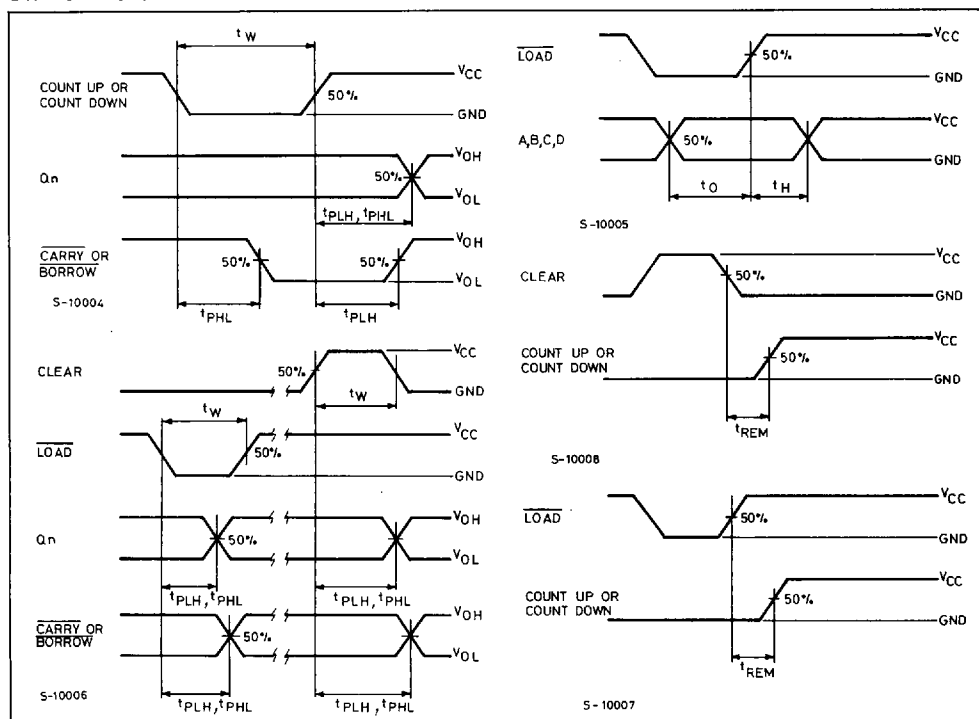 tW
COUNT UP OR
COUNT DOWN
VCC
50%
GND
Qn
50%
VOH
VOL
tPLH, tPHL
CARRY OR
BORROW
50%
50%
VOH
VOL
S-10004
tPHL
tPLH
CLEAR
50%
VCC
GND
tW
tW
LOAD
50%
VCC
GND
Qn
50%
VOH
VOL
tPLH, tPHL
tPLH, tPHL
CARRY OR
BORROW
50%
VOH
VOL
S-10006
tPLH, tPHL
tPLH, tPHL
LOAD
50%
VCC
GND
A,B,C,D
50%
VCC
GND
tO
tH
S-10005
CLEAR
50%
VCC
GND
COUNT UP OR
COUNT DOWN
50%
VCC
GND
tREM
S-10008
LOAD
50%
VCC
GND
COUNT UP OR
COUNT DOWN
50%
VCC
GND
tREM
S-10007